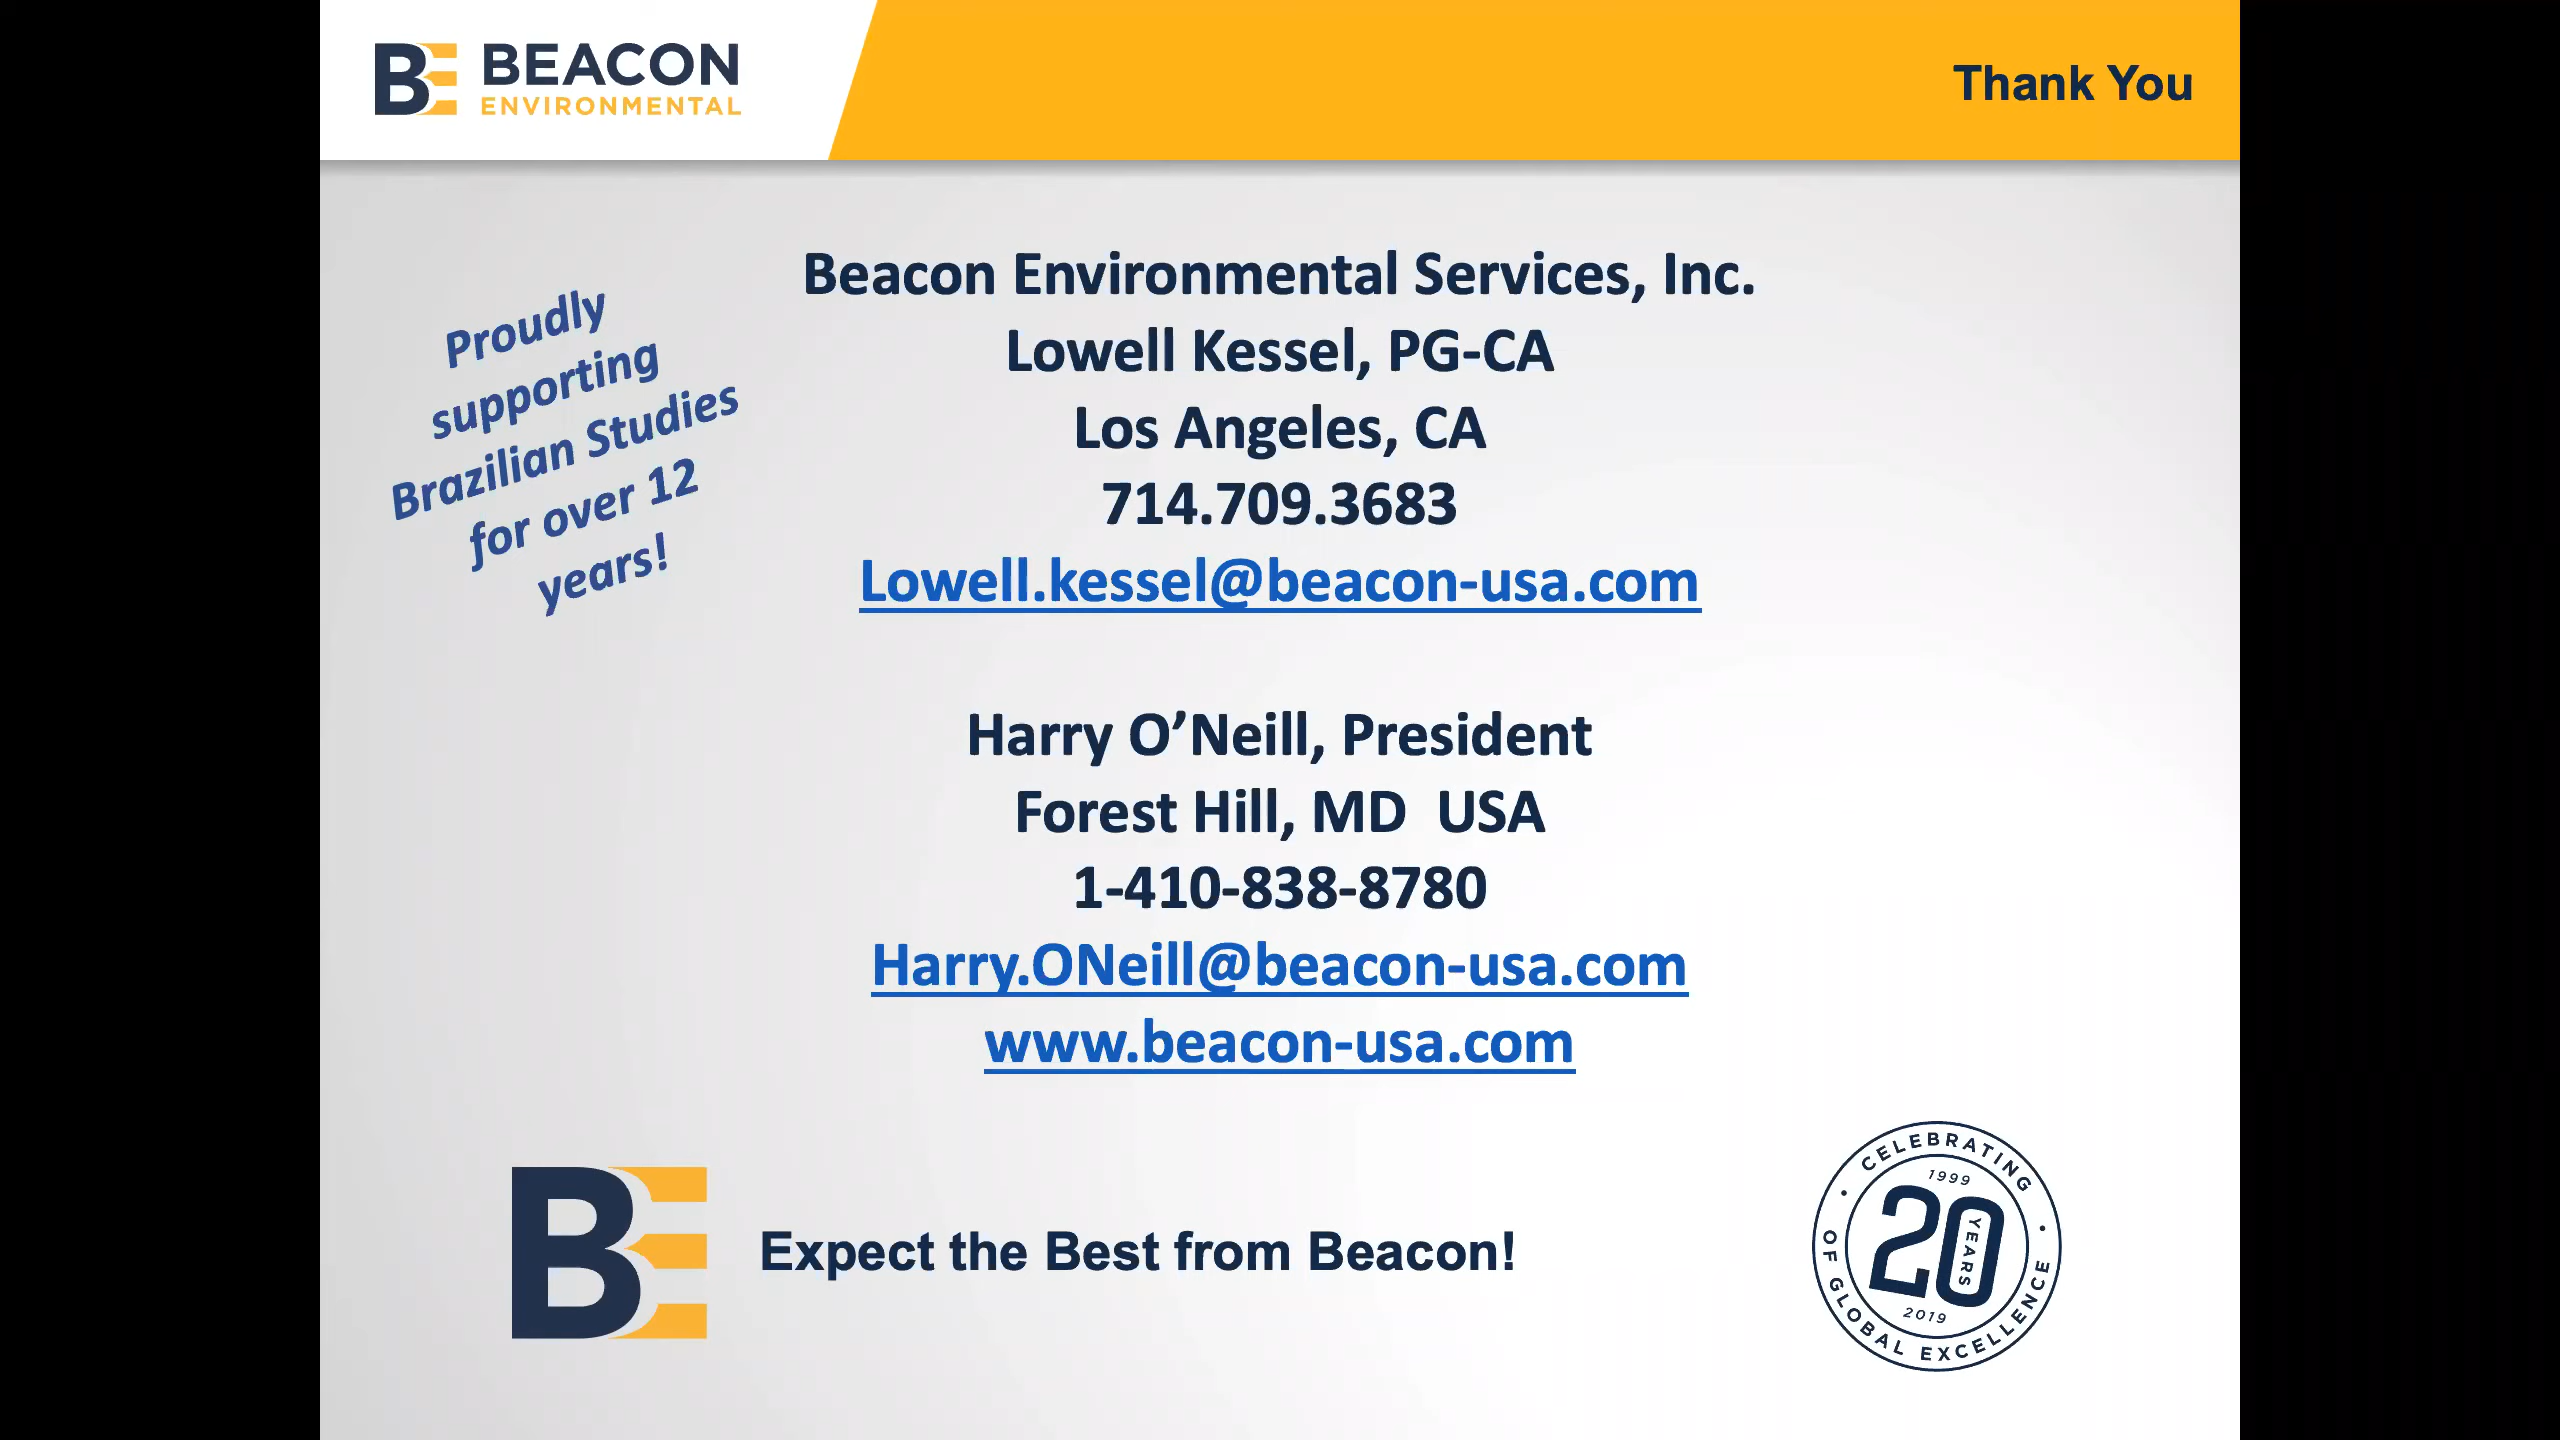 BE BEACON
ENVIRONMENTAL
Thank You
Proudly
supporting
Brazilian Studies
for over 12
years!
Beacon Environmental Services, Inc.
Lowell Kessel, PG-CA
Los Angeles, CA
714.709.3683
Lowell.kessel@beacon-usa.com
Harry O’Neill, President
Forest Hill, MD  USA
1-410-838-8780
Harry.ONeill@beacon-usa.com
www.beacon-usa.com
BE
Expect the Best from Beacon!
• CELEBRATING •
1999
20
YEARS
2019
OF GLOBAL EXCELLENCE